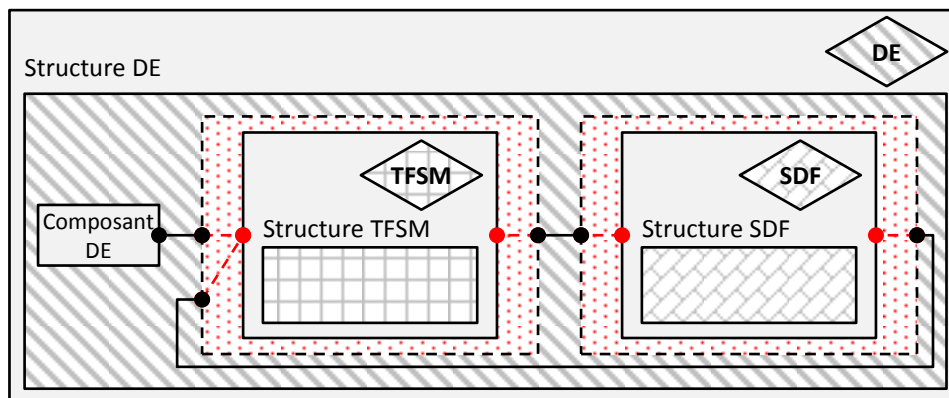 DE
Structure DE
TFSM
SDF
Composant
DE
Structure TFSM
Structure SDF